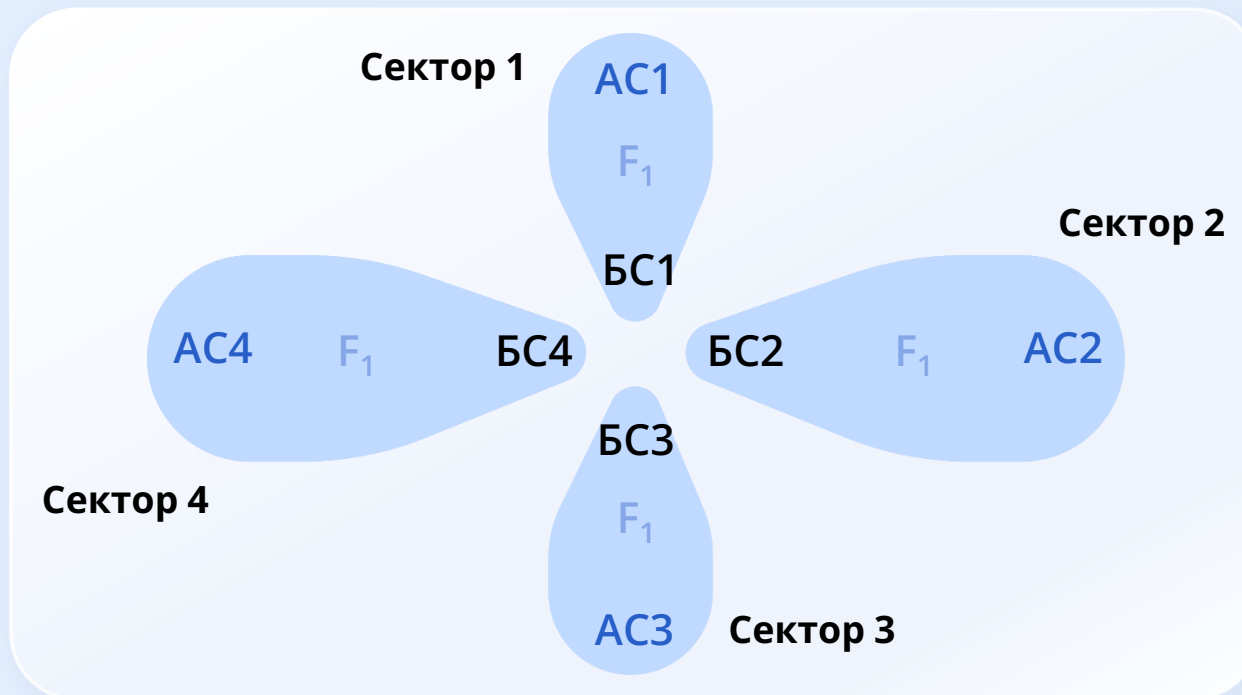 Сектор 1
АС1
F₁
БС1
Сектор 2
АС4
F₁
БС4
БС2
F₁
АС2
БС3
Сектор 4
F₁
АС3
Сектор 3